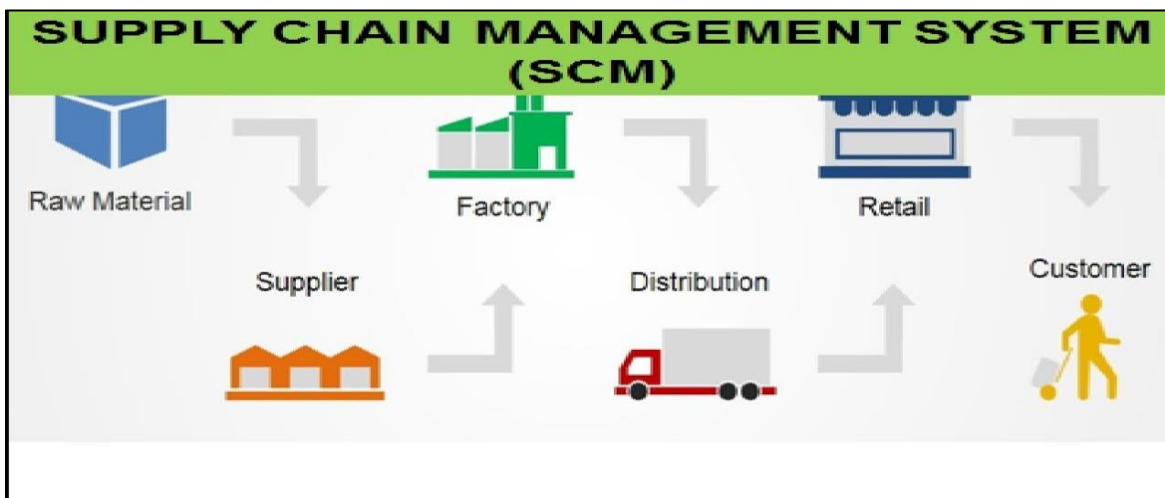 SUPPLY CHAIN MANAGEMENT SYSTEM
(SCM)
Raw Material
Factory
Retail
Supplier
Distribution
Customer